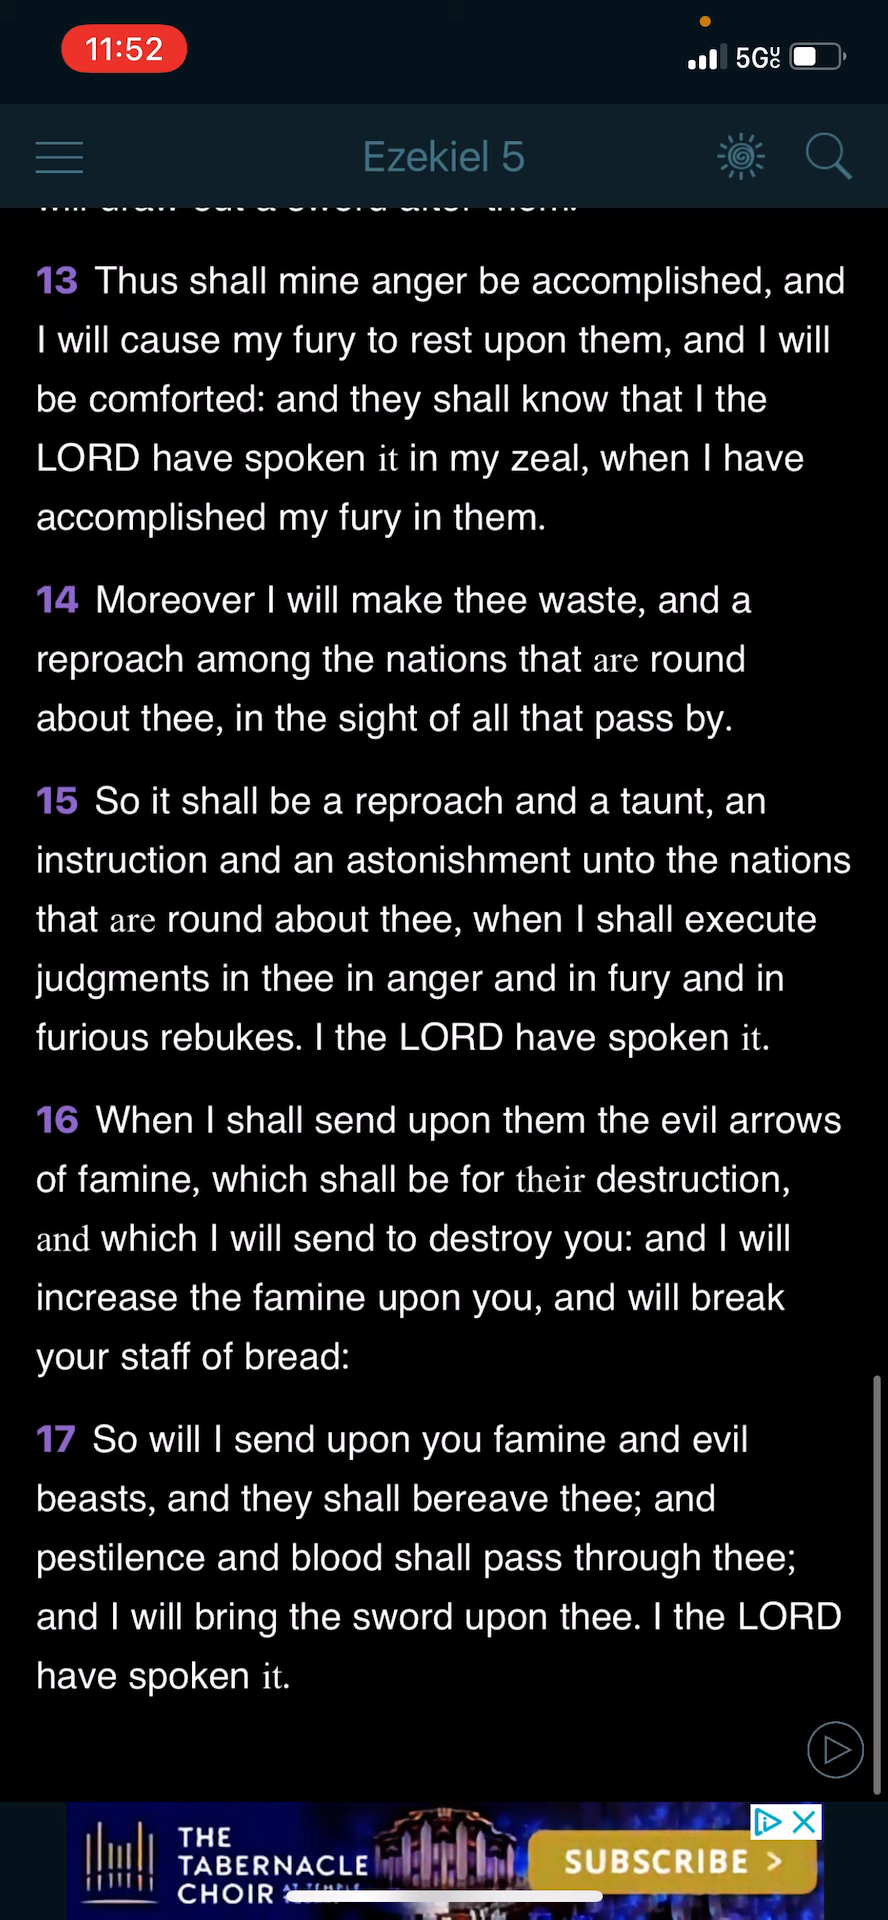 11:52
5G
Ezekiel 5
will draw out a sword after them.
13 Thus shall mine anger be accomplished, and
I will cause my fury to rest upon them, and I will
be comforted: and they shall know that I the
LORD have spoken it in my zeal, when I have
accomplished my fury in them.
14 Moreover I will make thee waste, and a
reproach among the nations that are round
about thee, in the sight of all that pass by.
15 So it shall be a reproach and a taunt, an
instruction and an astonishment unto the nations
that are round about thee, when I shall execute
judgments in thee in anger and in fury and in
furious rebukes. I the LORD have spoken it.
16 When I shall send upon them the evil arrows
of famine, which shall be for their destruction,
and which I will send to destroy you: and I will
increase the famine upon you, and will break
your staff of bread:
17 So will I send upon you famine and evil
beasts, and they shall bereave thee; and
pestilence and blood shall pass through thee;
and I will bring the sword upon thee. I the LORD
have spoken it.
THE
TABERNACLE
CHOIR
SUBSCRIBE >